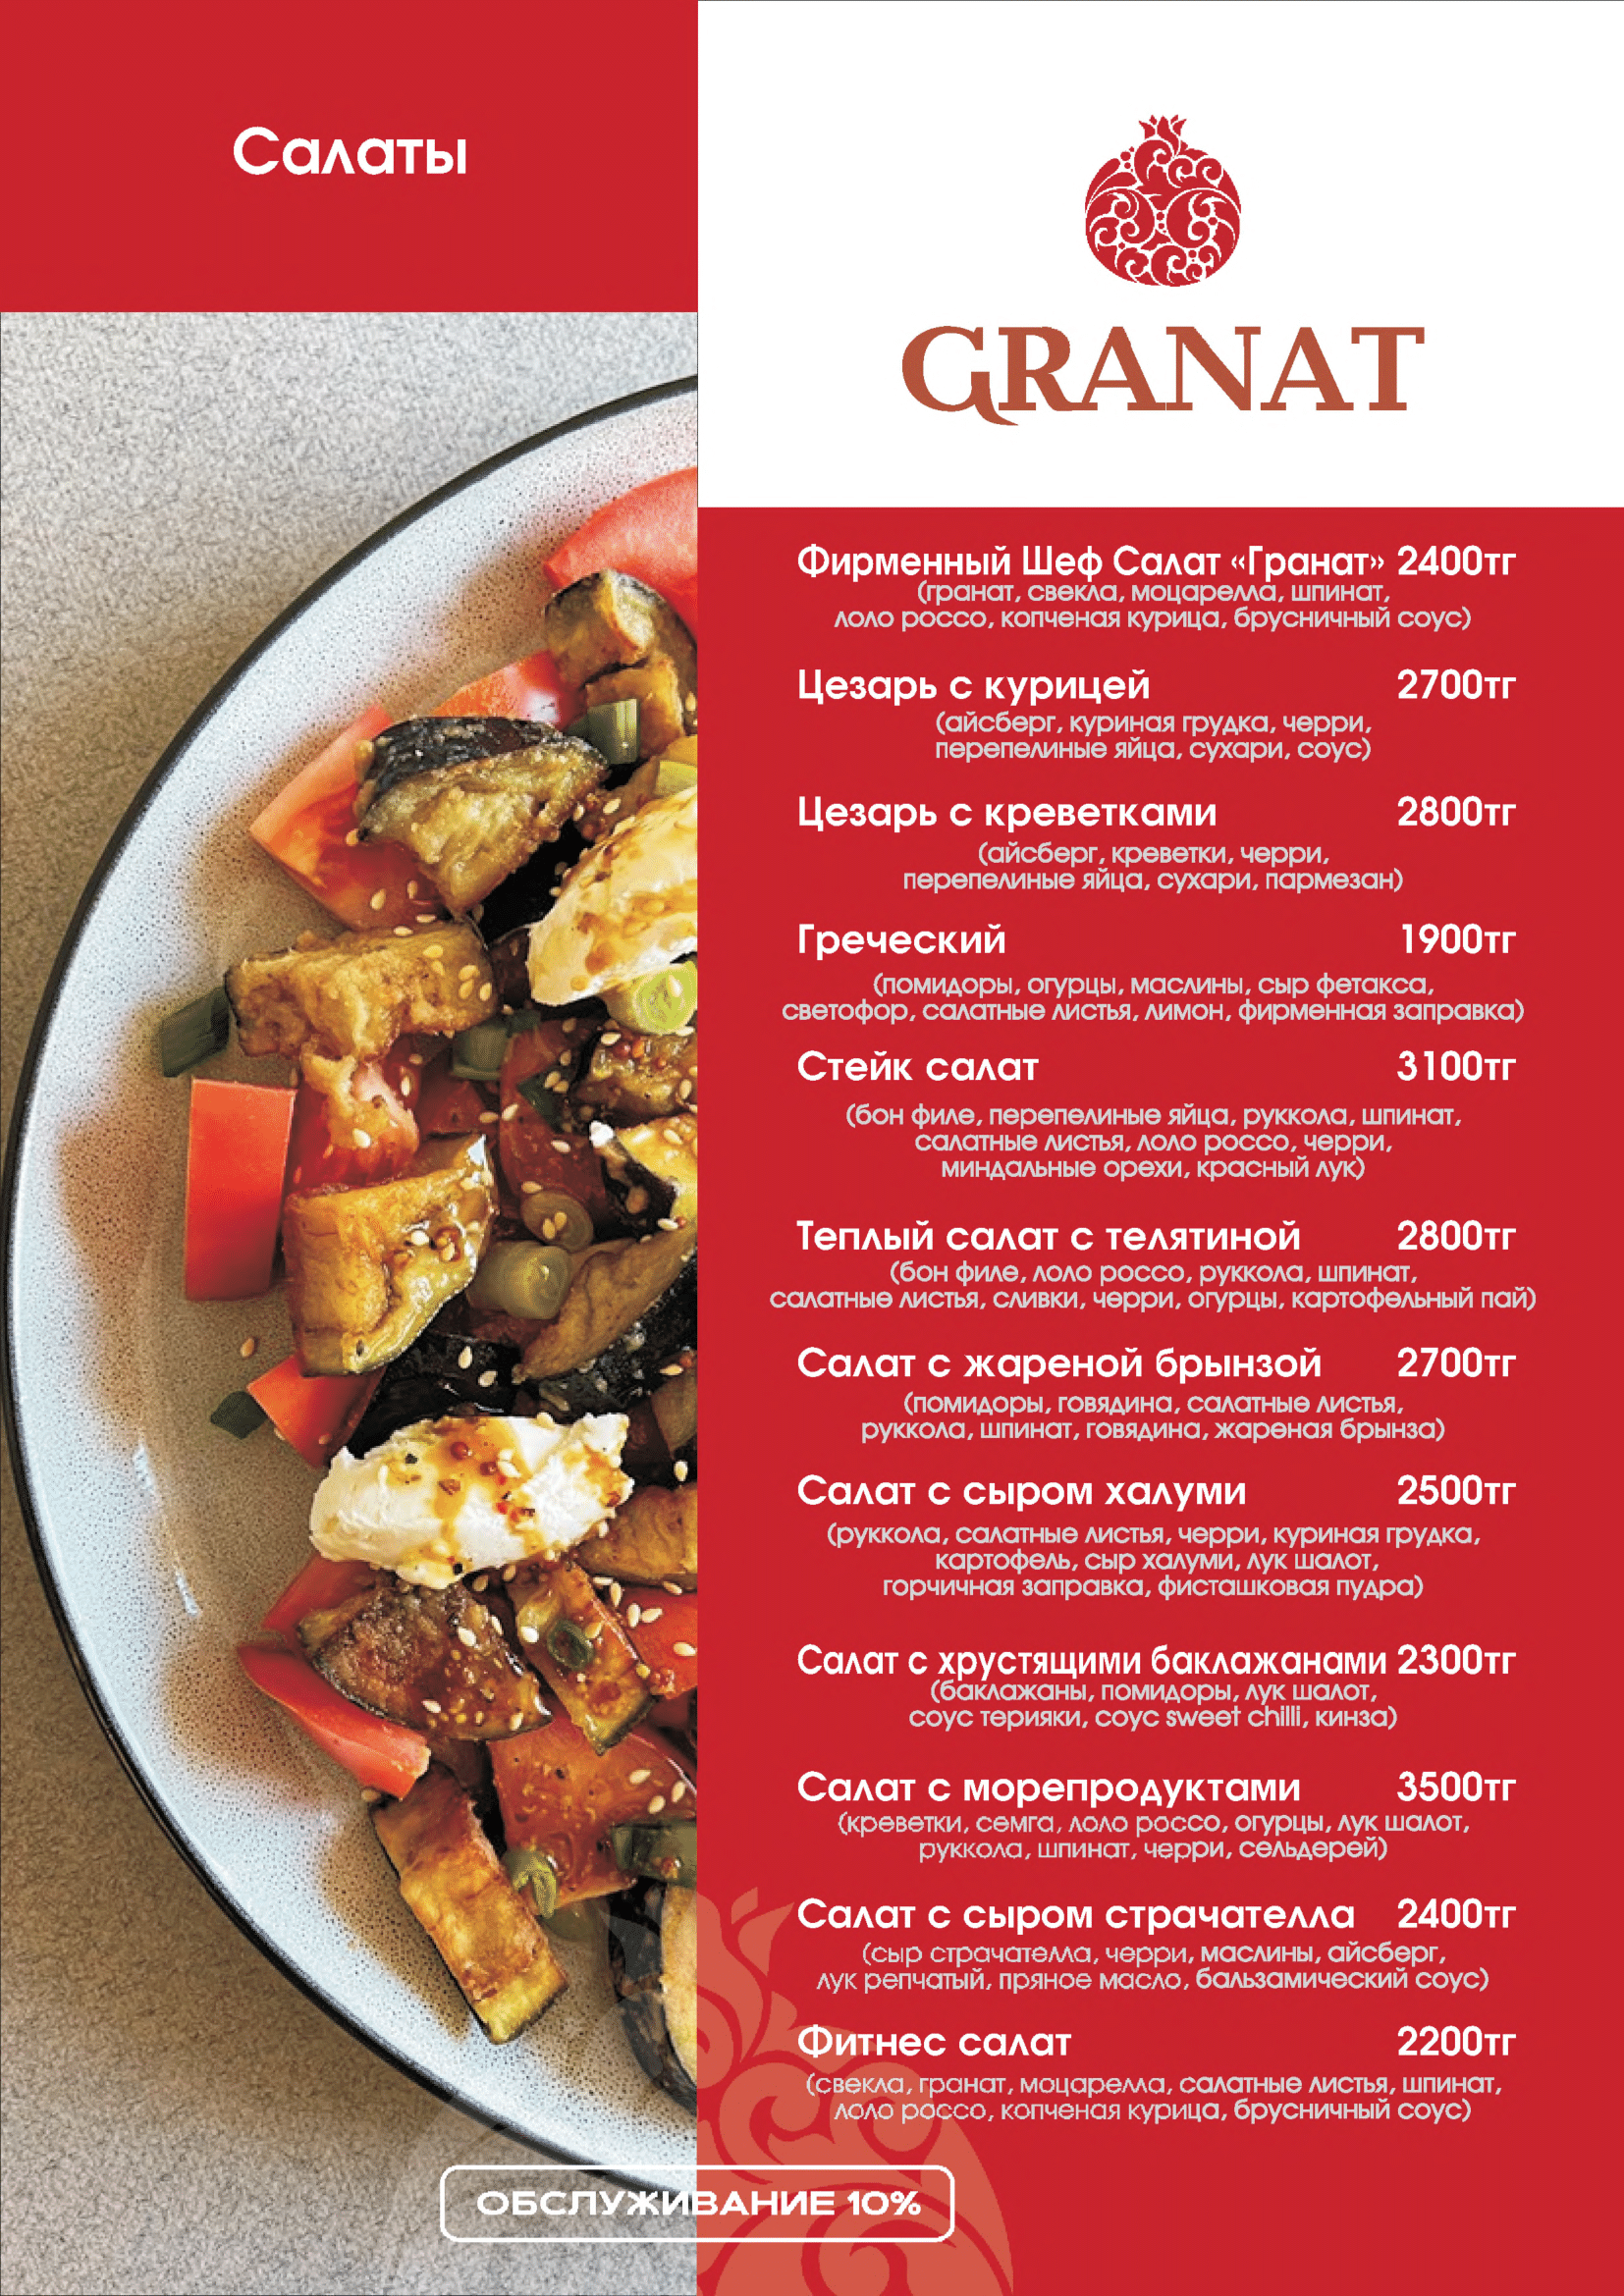 Салаты
GRANAT
Фирменный Шеф Салат «Гранат» 2400тг
(гранат, свекла, моцарелла, шпинат,
лоло россо, копченая курица, брусничный соус)
Цезарь с курицей 2700тг
(айсберг, куриная грудка, черри,
перепелиные яйца, сухари, соус)
Цезарь с креветками 2800тг
(айсберг, креветки, черри,
перепелиные яйца, сухари, пармезан)
Греческий 1900тг
(помидоры, огурцы, маслины, сыр фетакса,
светофор, салатные листья, лимон, фирменная заправка)
Стейк салат 3100тг
(бон филе, перепелиные яйца, руккола, шпинат,
салатные листья, лоло россо, черри,
миндальные орехи, красный лук)
Теплый салат с телятиной 2800тг
(бон филе, лоло россо, руккола, шпинат,
салатные листья, сливки, черри, огурцы, картофельный пай)
Салат с жареной брынзой 2700тг
(помидоры, говядина, салатные листья,
руккола, шпинат, говядина, жареная брынза)
Салат с сыром халуми 2500тг
(руккола, салатные листья, черри, куриная грудка,
картофель, сыр халуми, лук шалот,
горчичная заправка, фисташковая пудра)
Салат с хрустящими баклажанами 2300тг
(баклажаны, помидоры, лук шалот,
соус терияки, соус sweet chilli, кинза)
Салат с морепродуктами 3500тг
(креветки, семга, лоло россо, огурцы, лук шалот,
руккола, шпинат, черри, сельдерей)
Салат с сыром страчателла 2400тг
(сыр страчателла, черри, маслины, айсберг,
лук репчатый, пряное масло, бальзамический соус)
Фитнес салат 2200тг
(свекла, гранат, моцарелла, салатные листья, шпинат,
лоло россо, копченая курица, брусничный соус)
ОБСЛУЖИВАНИЕ 10%